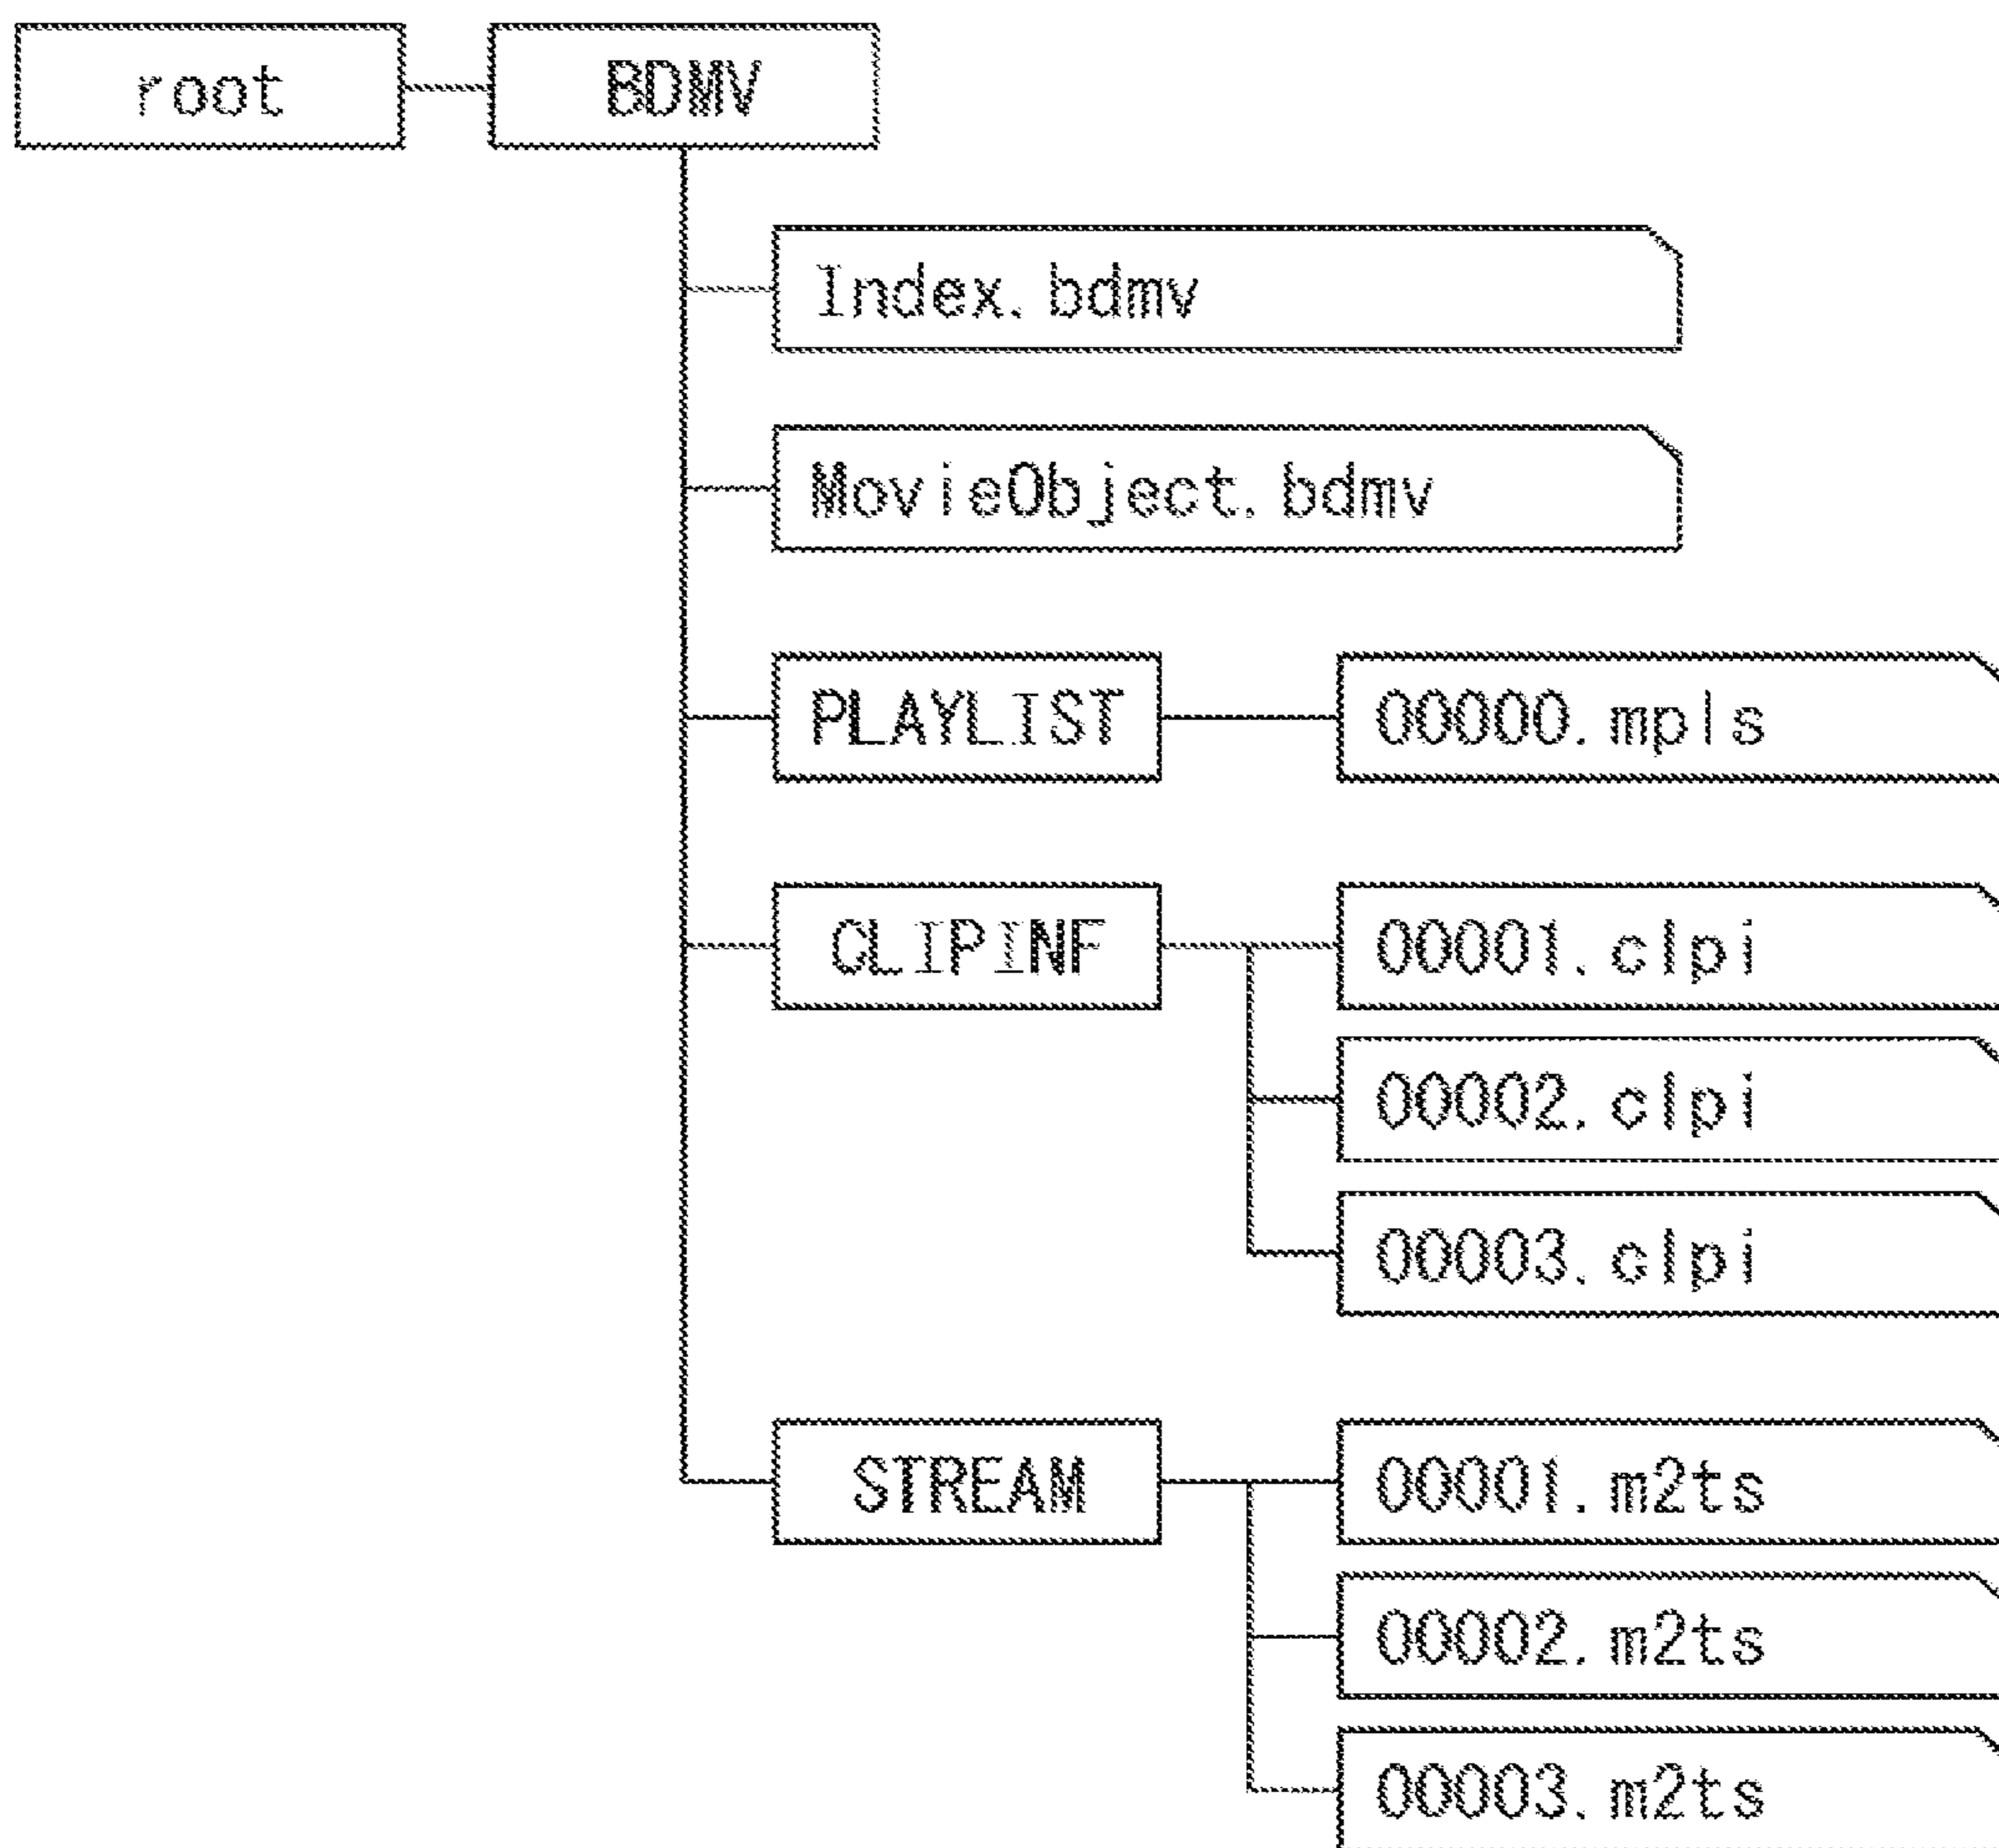 root BDMV
Index.bdmv
MovieObject.bdmv
PLAYLIST 00000.mpls
CLIPINF 00001.clpi
00002.clpi
00003.clpi
STREAM 00001.m2ts
00002.m2ts
00003.m2ts